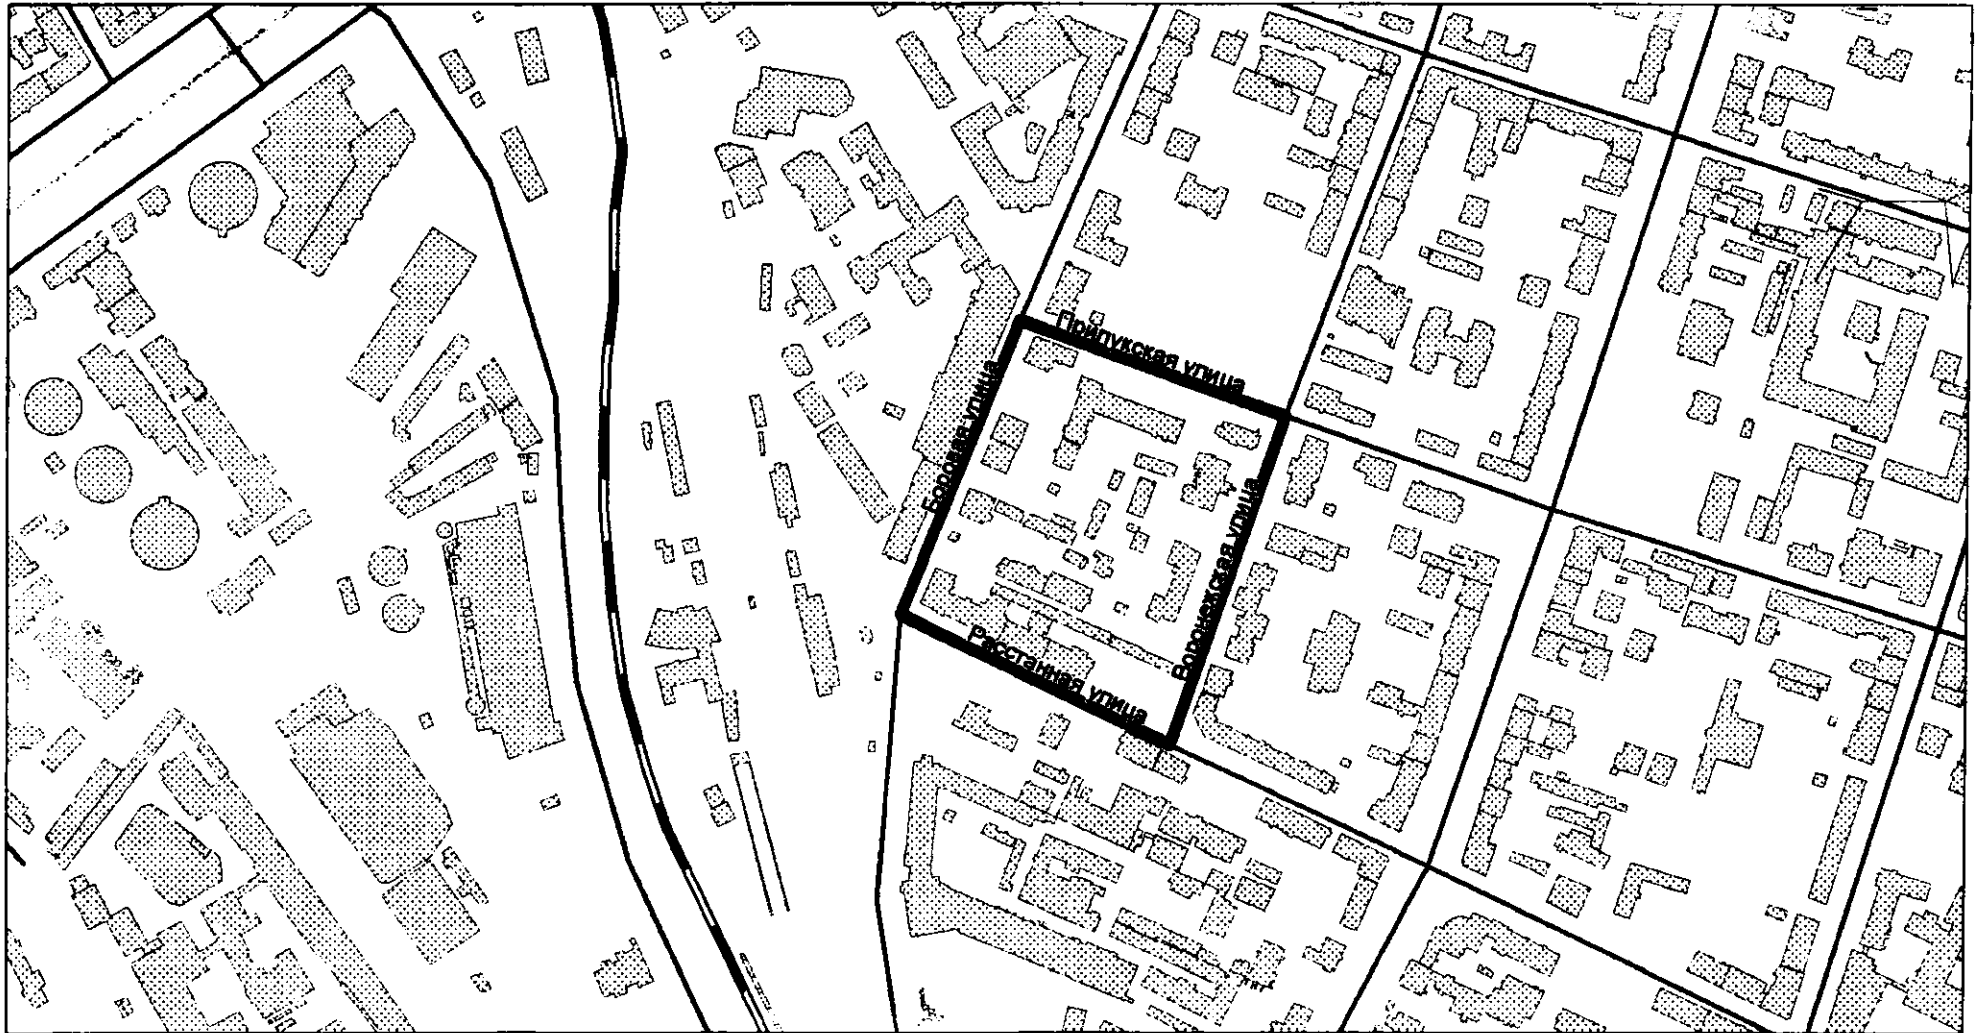 Прилукская улица
Боровая улица
Воронежская улица
Расстанная улица